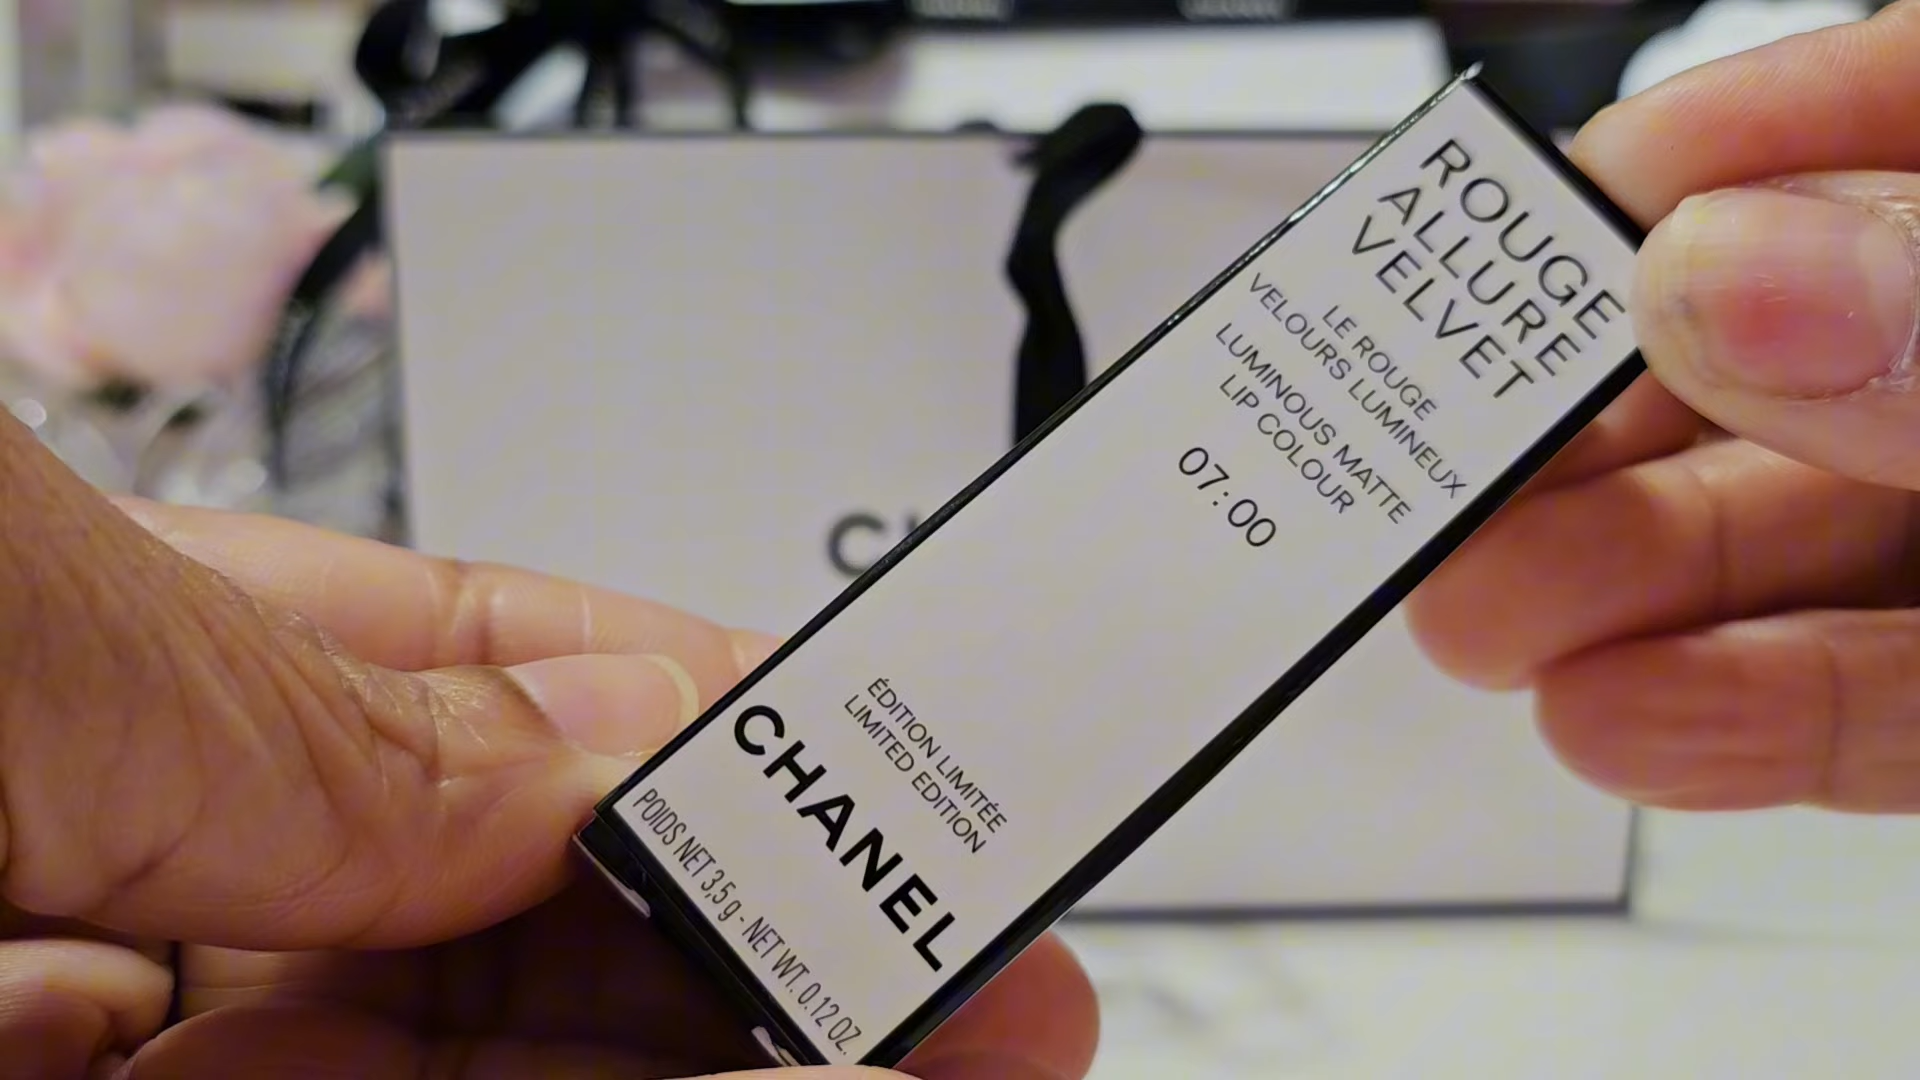 ROUGE
ALLURE
VELVET
LE ROUGE
VELOURS LUMINEUX
LUMINOUS MATTE
LIP COLOUR
07:00
ÉDITION LIMITÉE
LIMITED EDITION
CHANEL
POIDS NET 3,5 g - NET WT. 0.12 OZ.